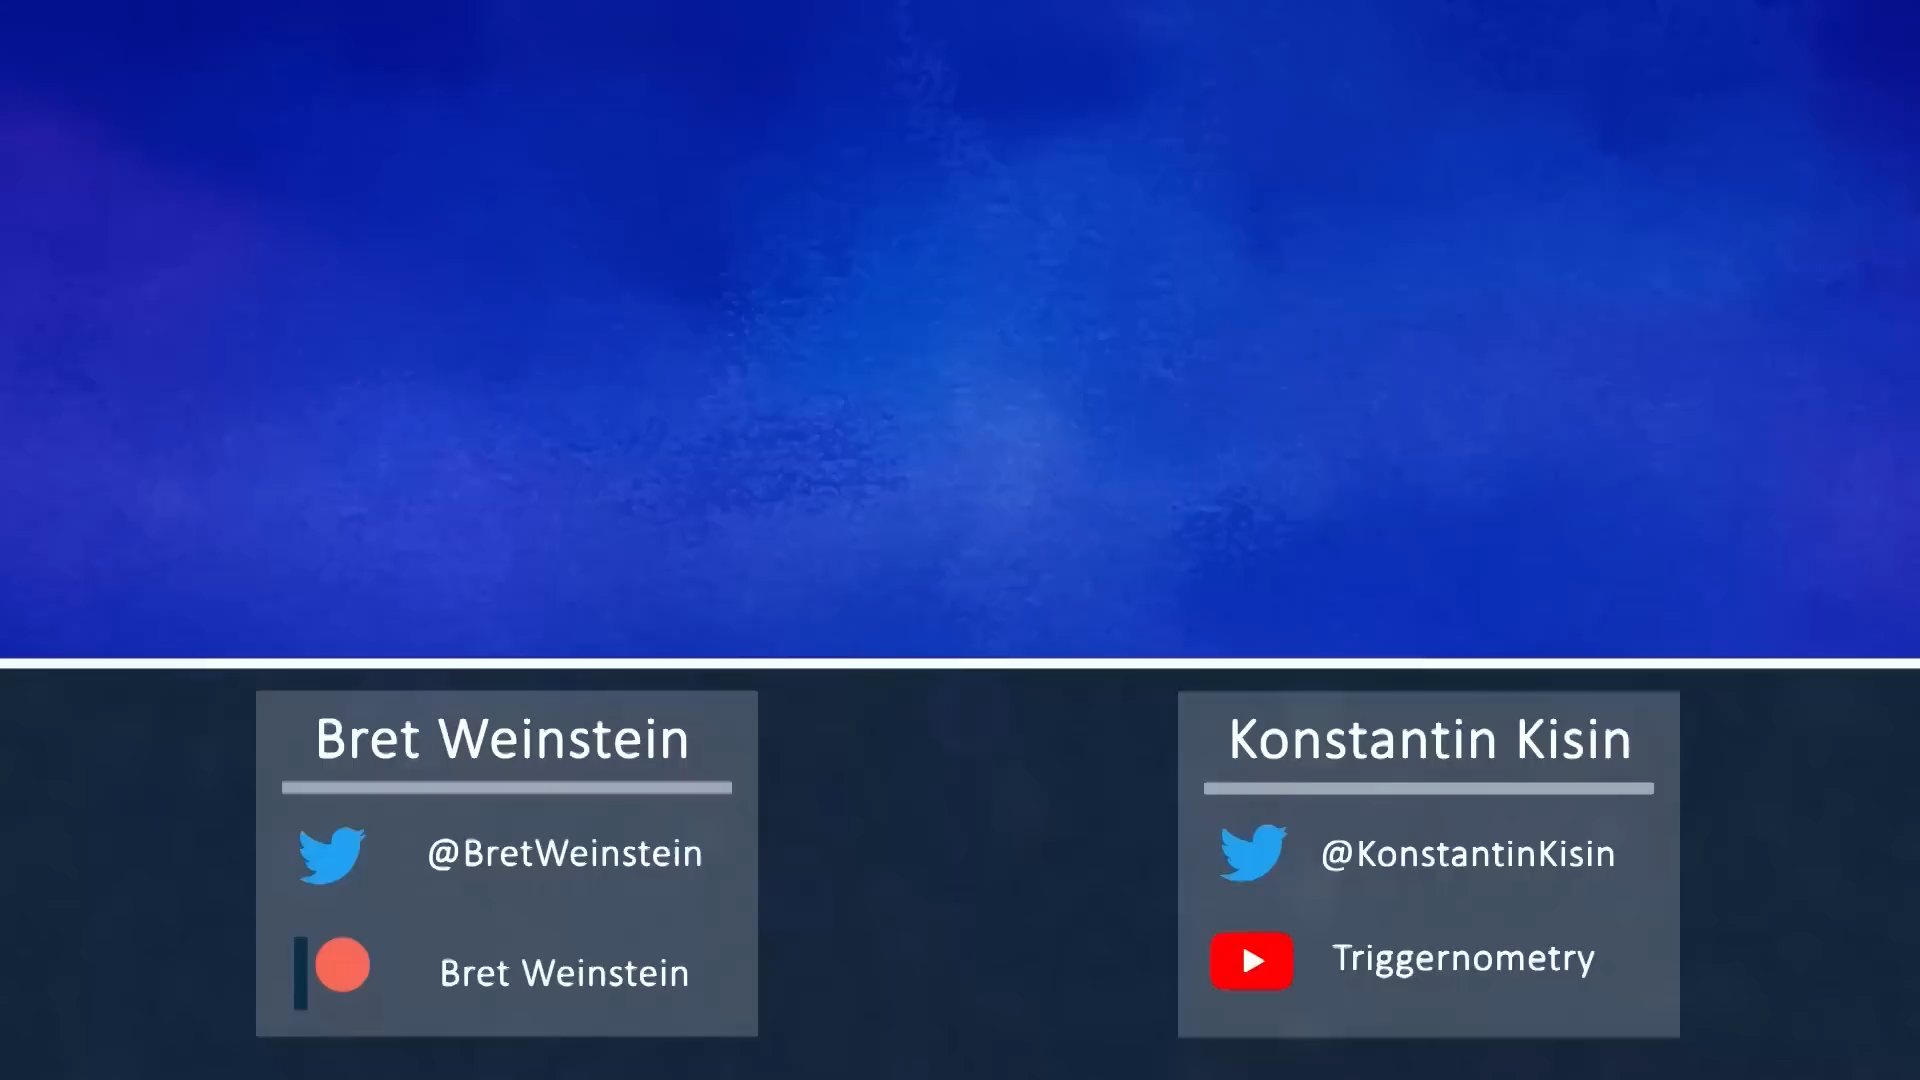 Bret Weinstein
@BretWeinstein
Bret Weinstein
Konstantin Kisin
@KonstantinKisin
Triggernometry